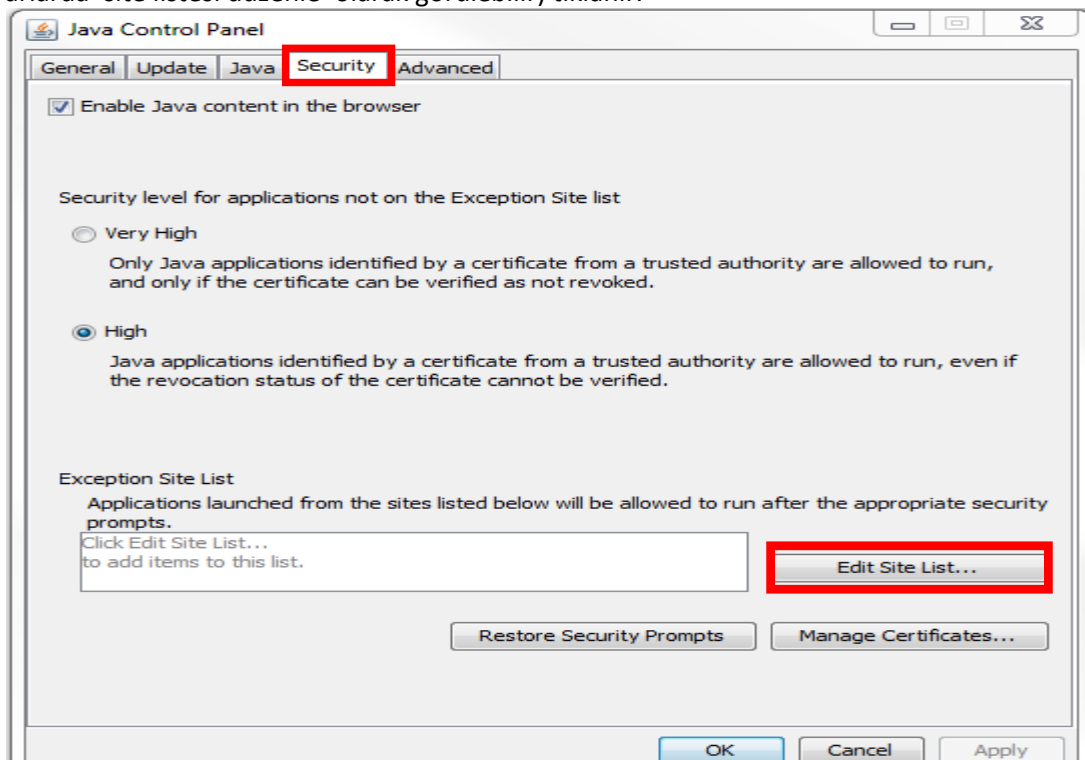 Java Control Panel
General Update Java Security Advanced
Enable Java content in the browser
Security level for applications not on the Exception Site list
Very High
Only Java applications identified by a certificate from a trusted authority are allowed to run,
and only if the certificate can be verified as not revoked.
High
Java applications identified by a certificate from a trusted authority are allowed to run, even if
the revocation status of the certificate cannot be verified.
Exception Site List
Applications launched from the sites listed below will be allowed to run after the appropriate security
prompts.
Click Edit Site List...
to add items to this list.
Edit Site List...
Restore Security Prompts Manage Certificates...
OK Cancel Apply